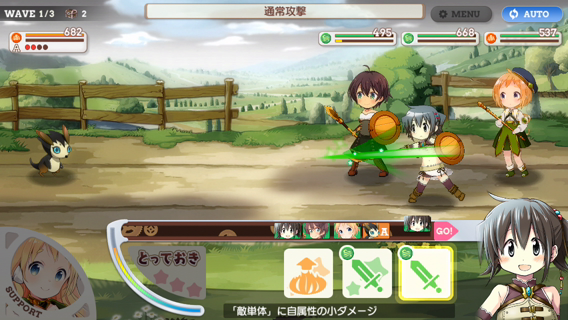 WAVE 1/3 2
通常攻撃
MENU
AUTO
682
A
495
668
537
A
GO!
とっておき
SUPPORT
「敵単体」に自属性の小ダメージ